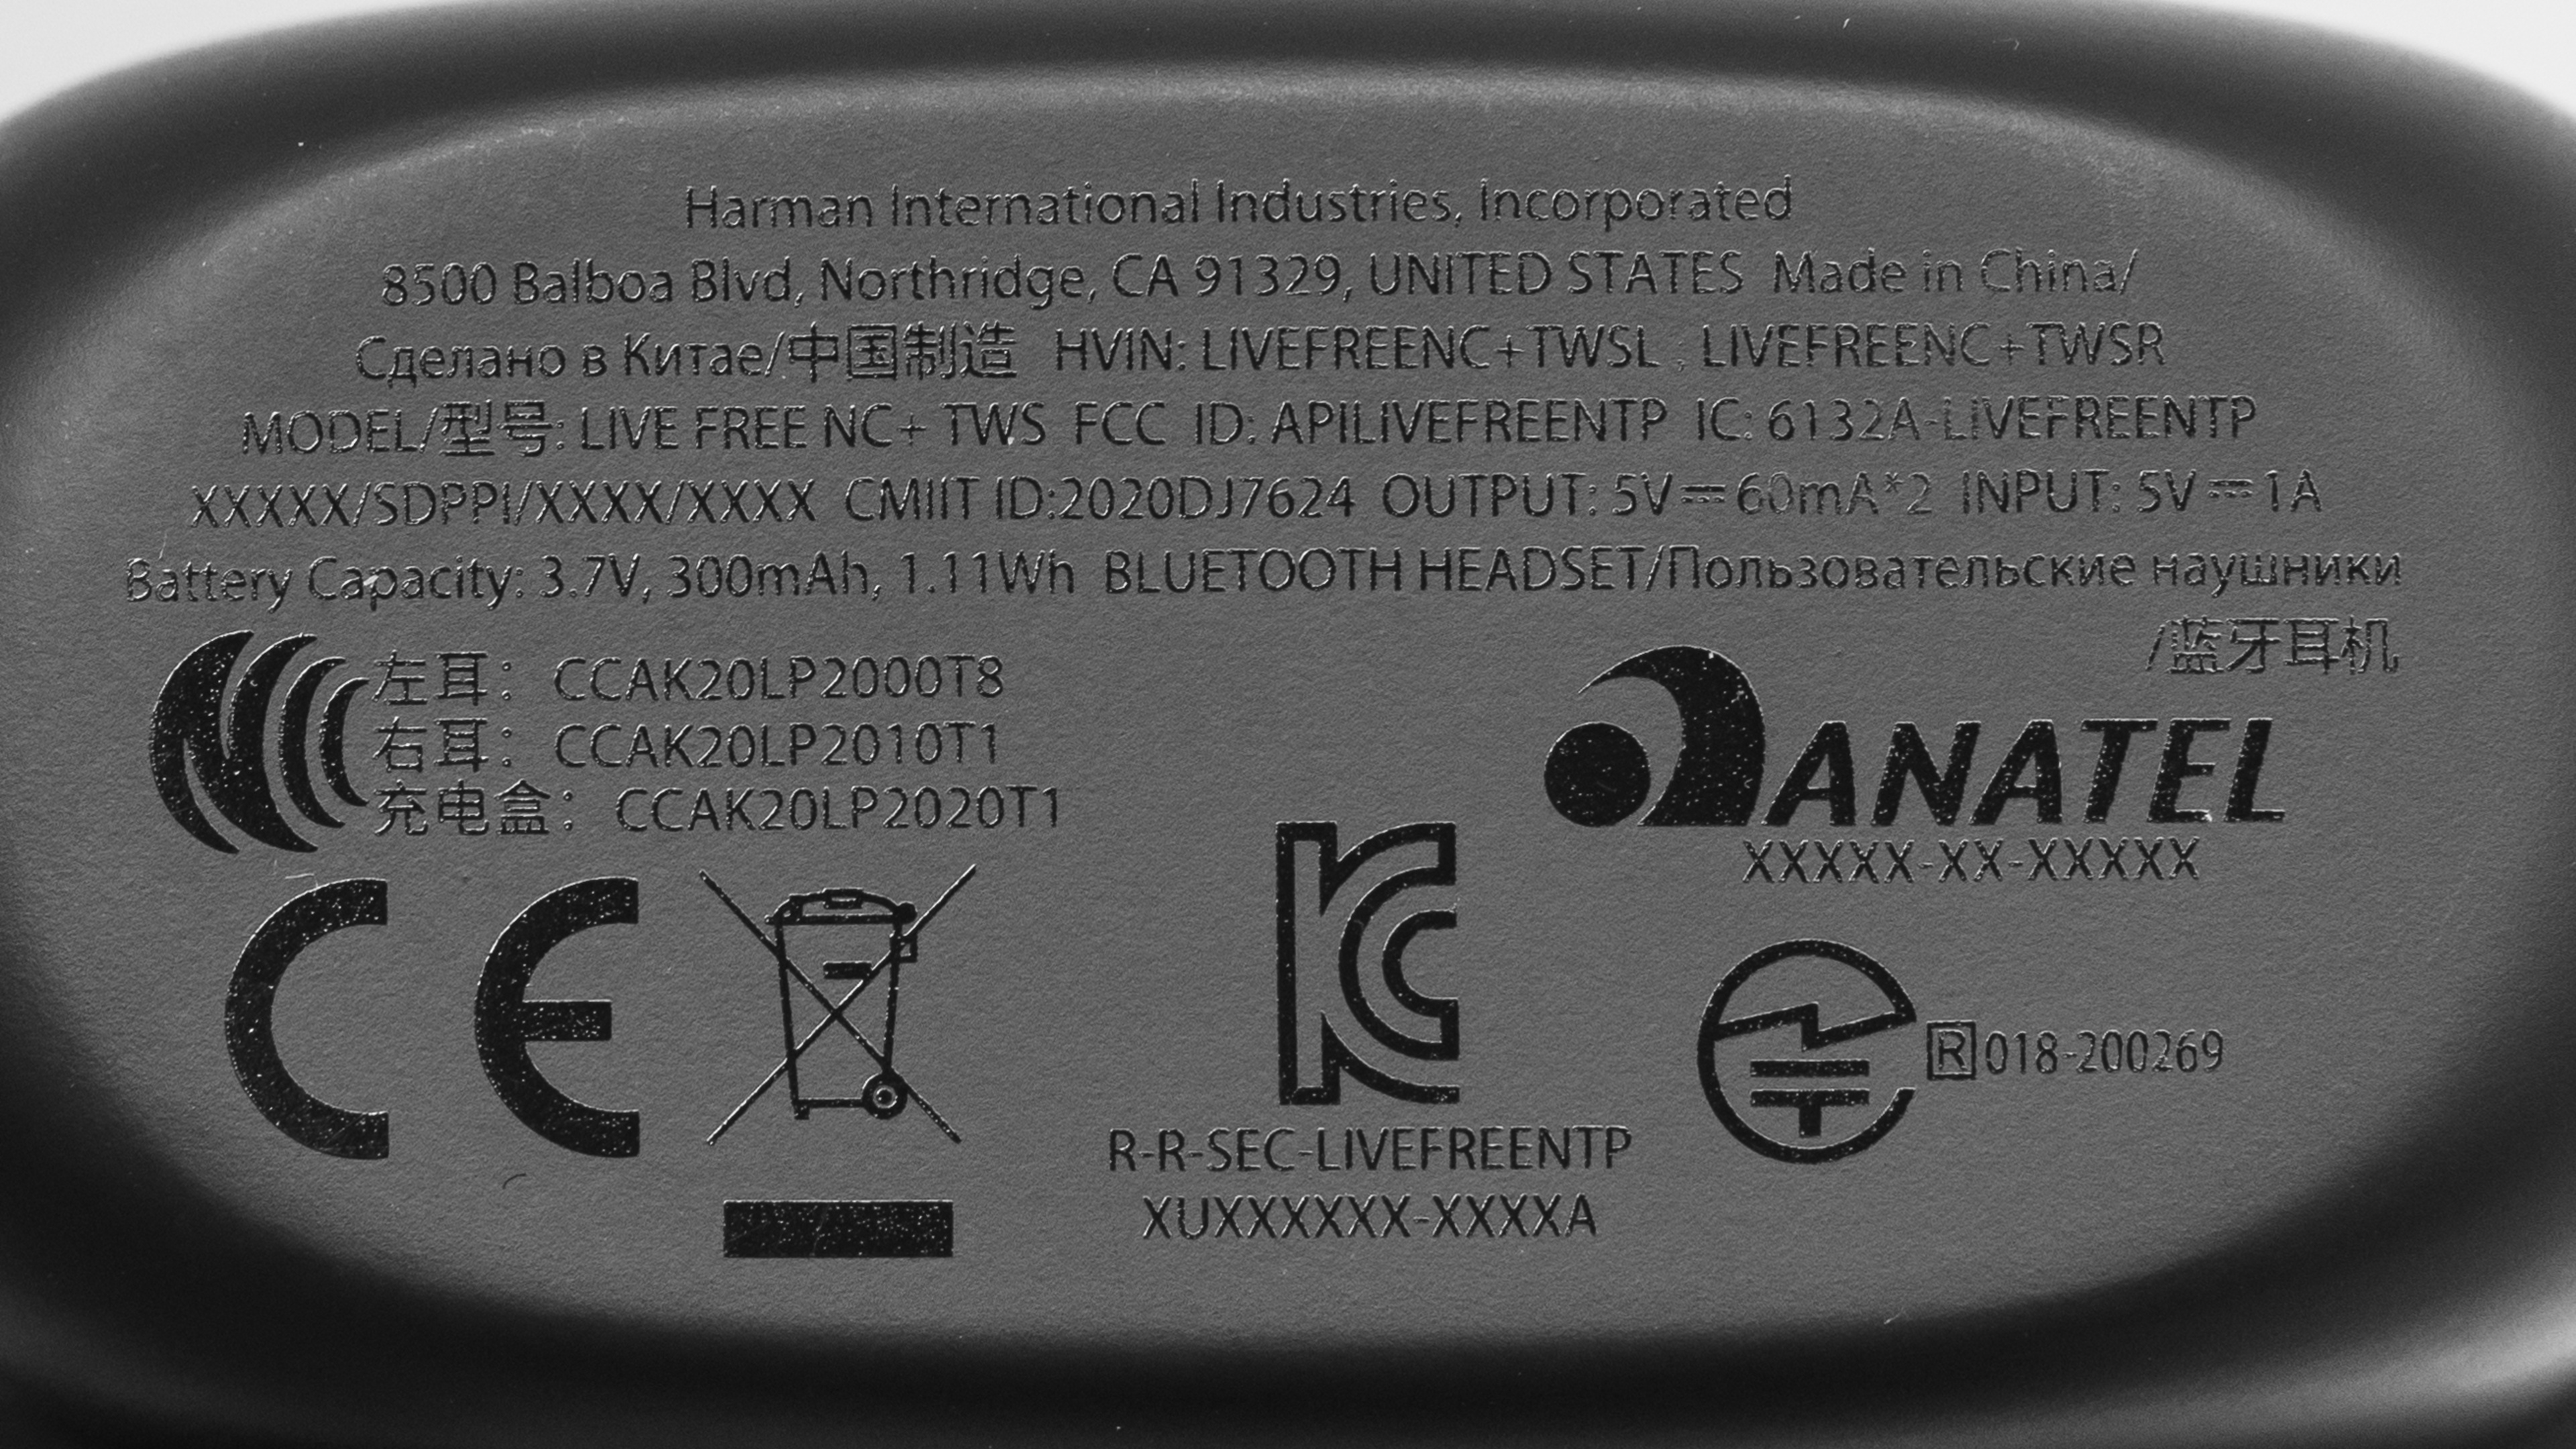 Harman International Industries, Incorporated
8500 Balboa Blvd, Northridge, CA 91329, UNITED STATES Made in China/
Сделано в Китае/中国制造 HVIN: LIVEFREENC+TWSL ; LIVEFREENC+TWSR
MODEL/型号: LIVE FREE NC+ TWS FCC ID: APILIVEFREENTP IC: 6132A-LIVEFREENTP
XXXXX/SDPPI/XXXX/XXXX CMIIT ID:2020DJ7624 OUTPUT: 5V⎓60mA*2 INPUT: 5V⎓1A
Battery Capacity: 3.7V, 300mAh, 1.11Wh BLUETOOTH HEADSET/Пользовательские наушники
/蓝牙耳机
左耳： CCAK20LP2000T8
右耳： CCAK20LP2010T1
充电盒： CCAK20LP2020T1
ANATEL
XXXXX-XX-XXXXX
CE
KC
R 018-200269
R-R-SEC-LIVEFREENTP
XUXXXXXX-XXXXA